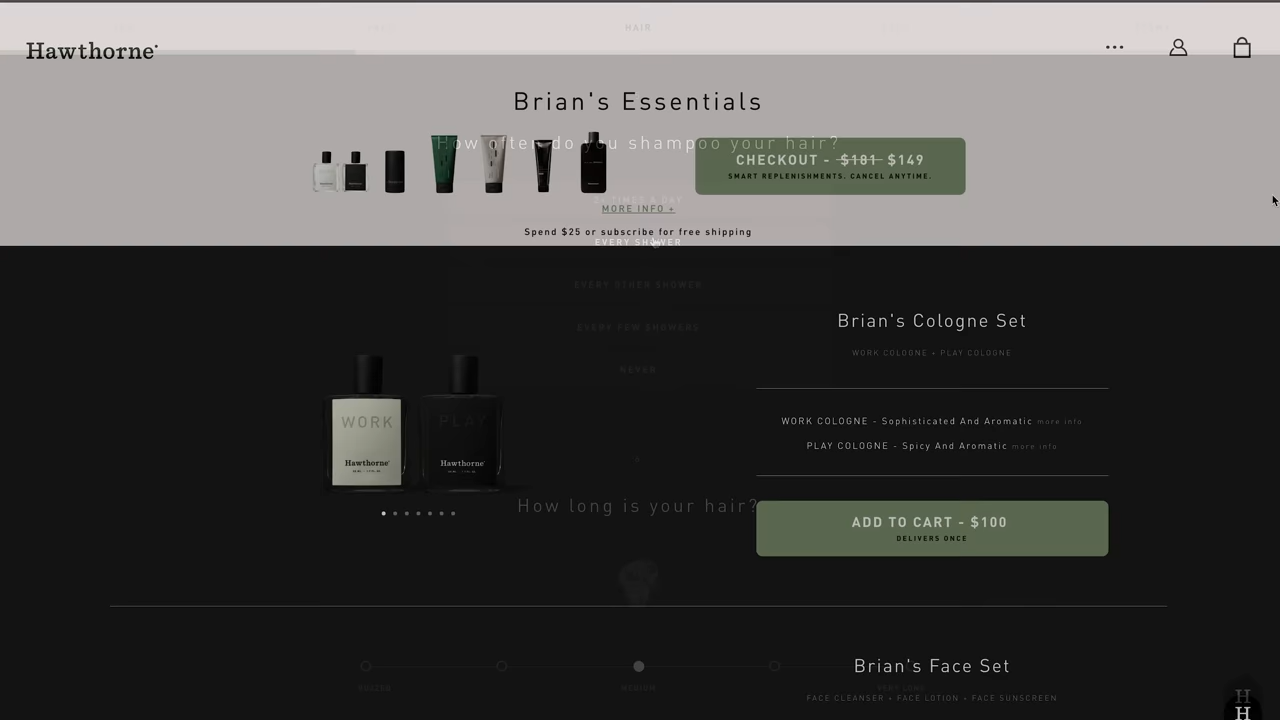 HAIR
Hawthorne
Brian's Essentials
How often do you shampoo your hair?
CHECKOUT - $181 $149
SMART REPLENISHMENTS. CANCEL ANYTIME.
MORE INFO +
Spend $25 or subscribe for free shipping
EVERY SHOWER
EVERY OTHER SHOWER
EVERY FEW SHOWERS
NEVER
Brian's Cologne Set
WORK COLOGNE + PLAY COLOGNE
WORK
PLAY
Hawthorne
Hawthorne
WORK COLOGNE - Sophisticated And Aromatic more info
PLAY COLOGNE - Spicy And Aromatic more info
How long is your hair?
ADD TO CART - $100
DELIVERS ONCE
Brian's Face Set
BUZZED
MEDIUM
FACE CLEANSER + FACE LOTION + FACE SUNSCREEN
H
H